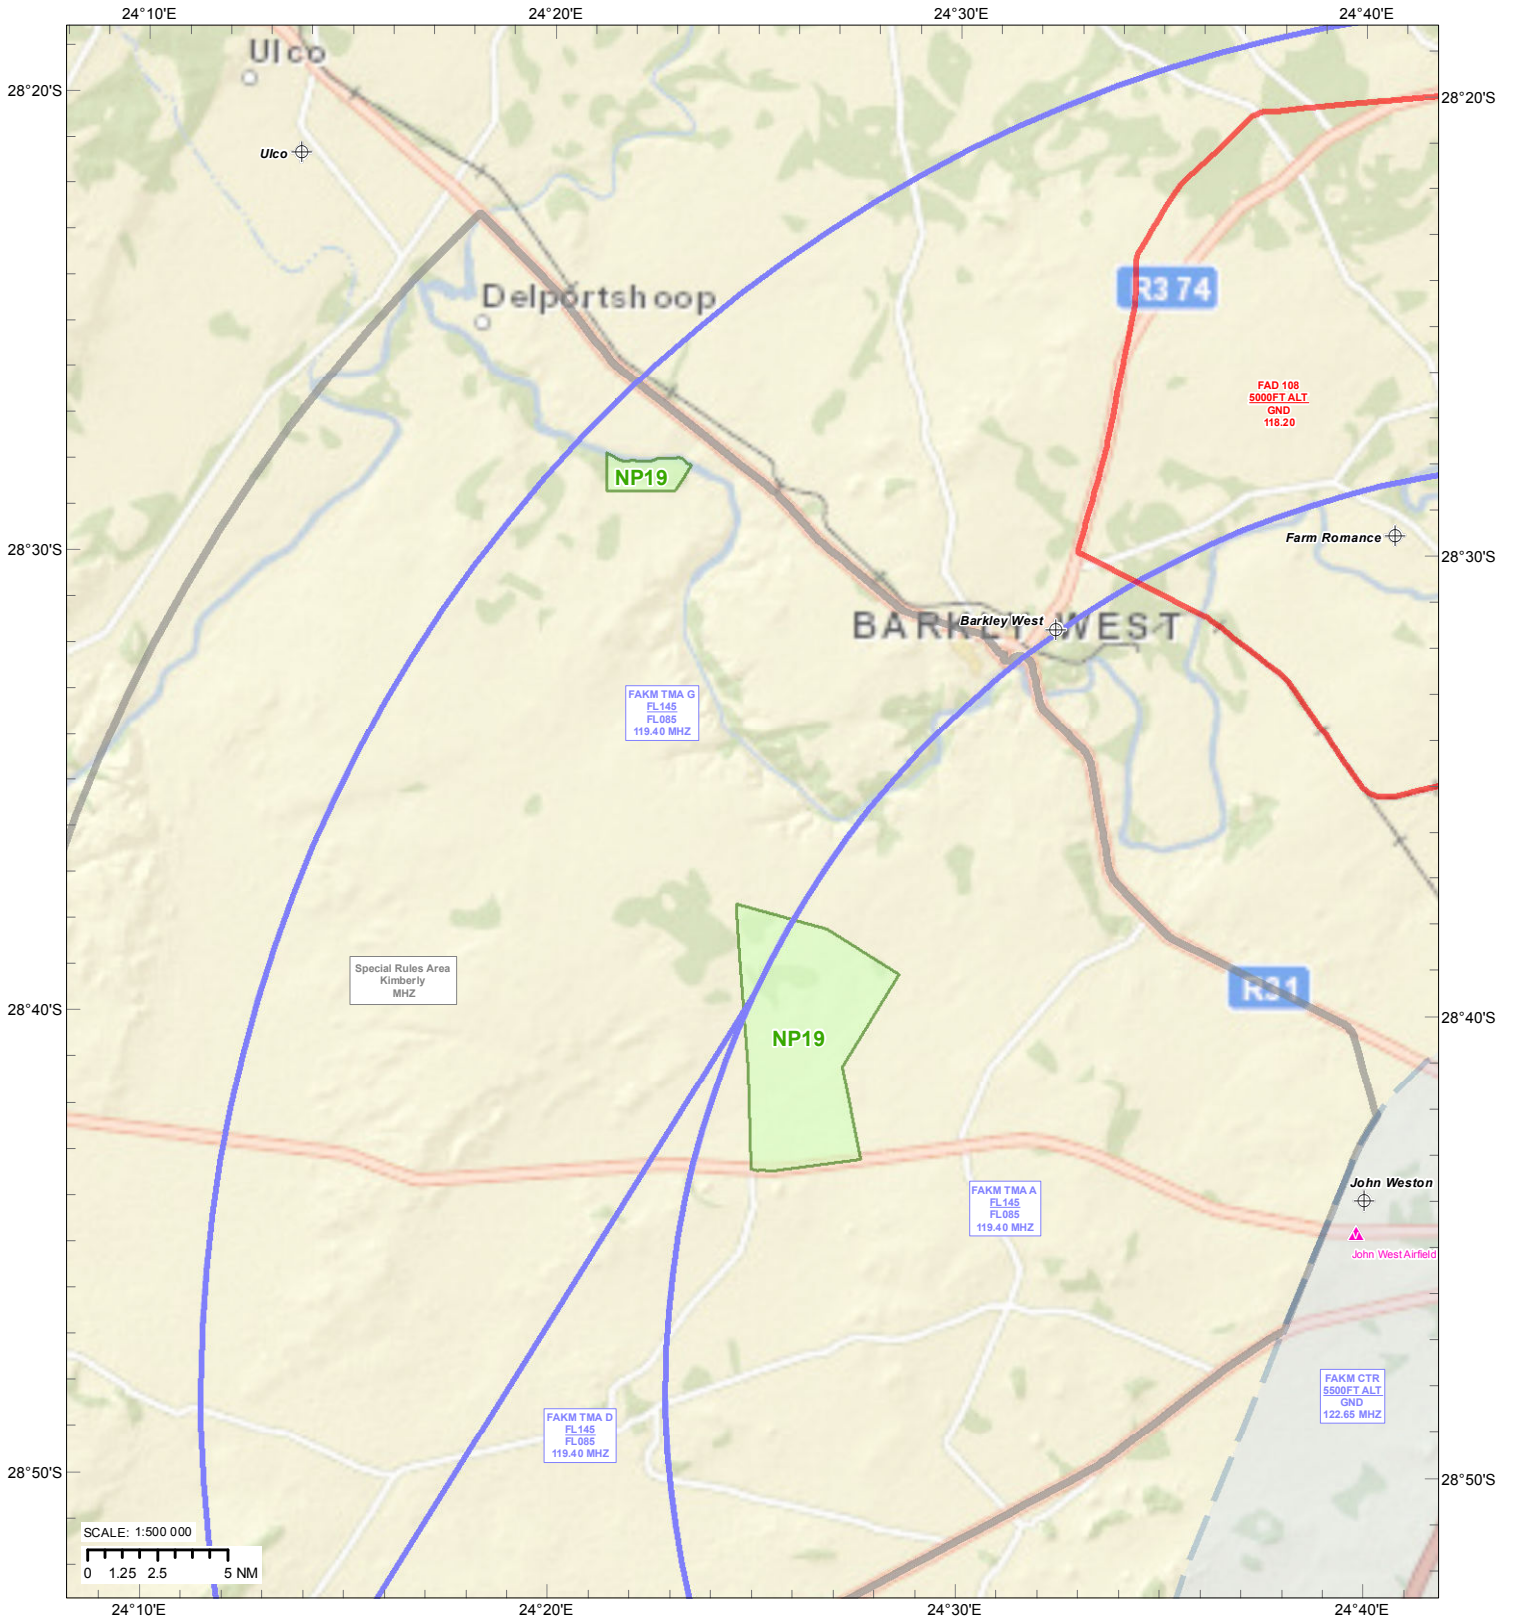 24°10'E 24°20'E 24°30'E 24°40'E
Ulco
28°20'S 28°20'S
Ulco
R374
Delportshoop
FAD 108
5000FT ALT
GND
118.20
NP19
28°30'S 28°30'S
Farm Romance
Barkley West
BARKLY WEST
FAKM TMA G
FL145
FL085
119.40 MHZ
Special Rules Area
Kimberly
MHZ
R31
28°40'S 28°40'S
NP19
John Weston
FAKM TMA A
FL145
FL085
119.40 MHZ
V
John West Airfield
FAKM CTR
5500FT ALT
GND
122.65 MHZ
FAKM TMA D
FL145
FL085
119.40 MHZ
28°50'S 28°50'S
SCALE: 1:500 000
0 1.25 2.5 5 NM
24°10'E 24°20'E 24°30'E 24°40'E